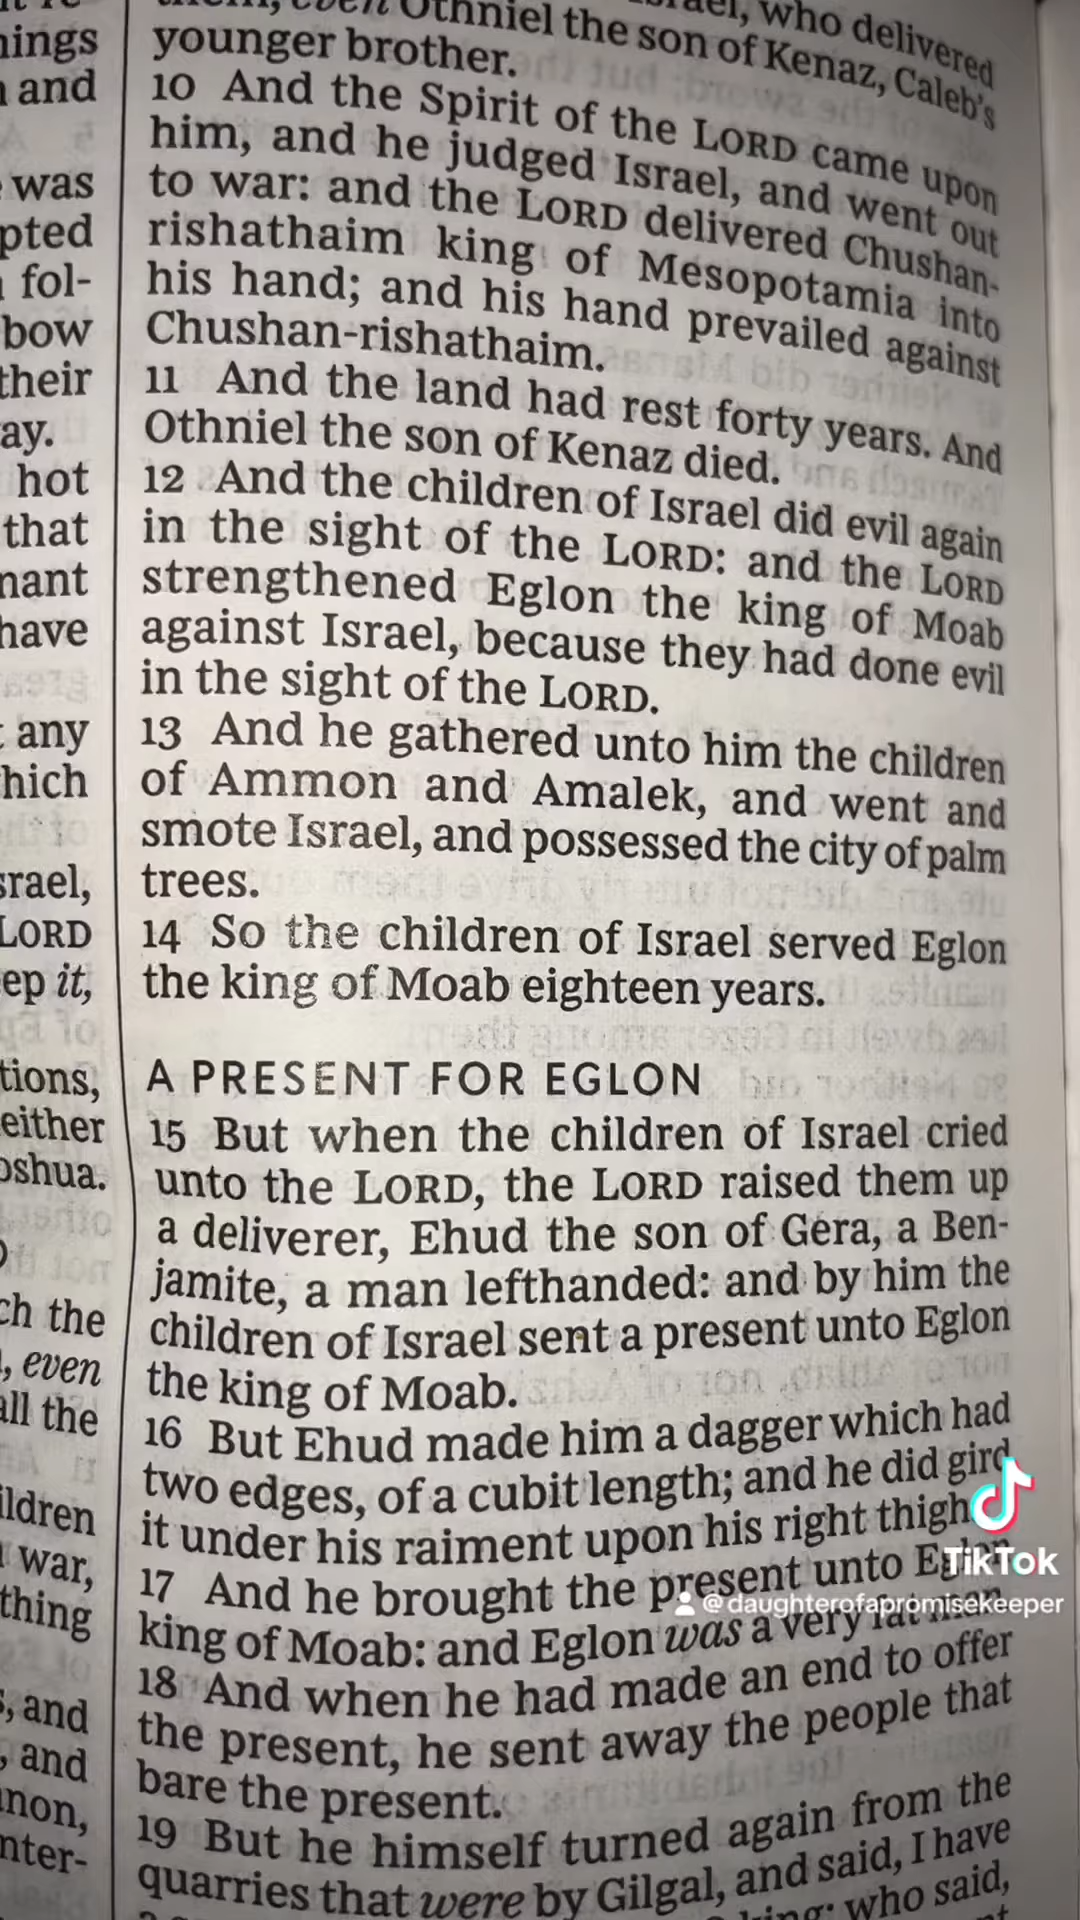 ings
and
was
pted
fol-
bow
their
ay.
hot
that
nant
have
any
hich
srael,
LORD
ep it,
tions,
either
oshua.
ch the
, even
all the
ildren
war,
thing
, and
, and
non,
nter-
Israel, who delivered
them, even Othniel the son of Kenaz, Caleb's
younger brother.
10 And the Spirit of the LORD came upon
him, and he judged Israel, and went out
to war: and the LORD delivered Chushan-
rishathaim king of Mesopotamia into
his hand; and his hand prevailed against
Chushan-rishathaim.
11 And the land had rest forty years. And
Othniel the son of Kenaz died.
12 And the children of Israel did evil again
in the sight of the LORD: and the LORD
strengthened Eglon the king of Moab
against Israel, because they had done evil
in the sight of the LORD.
13 And he gathered unto him the children
of Ammon and Amalek, and went and
smote Israel, and possessed the city of palm
trees.
14 So the children of Israel served Eglon
the king of Moab eighteen years.
A PRESENT FOR EGLON
15 But when the children of Israel cried
unto the LORD, the LORD raised them up
a deliverer, Ehud the son of Gera, a Ben-
jamite, a man lefthanded: and by him the
children of Israel sent a present unto Eglon
the king of Moab.
16 But Ehud made him a dagger which had
two edges, of a cubit length; and he did gird
it under his raiment upon his right thigh
17 And he brought the present unto Eglon
king of Moab: and Eglon was a very fat man
18 And when he had made an end to offer
the present, he sent away the people that
bare the present.
19 But he himself turned again from the
quarries that were by Gilgal, and said, I have
king: who said,
TikTok
@daughterofapromisekeeper